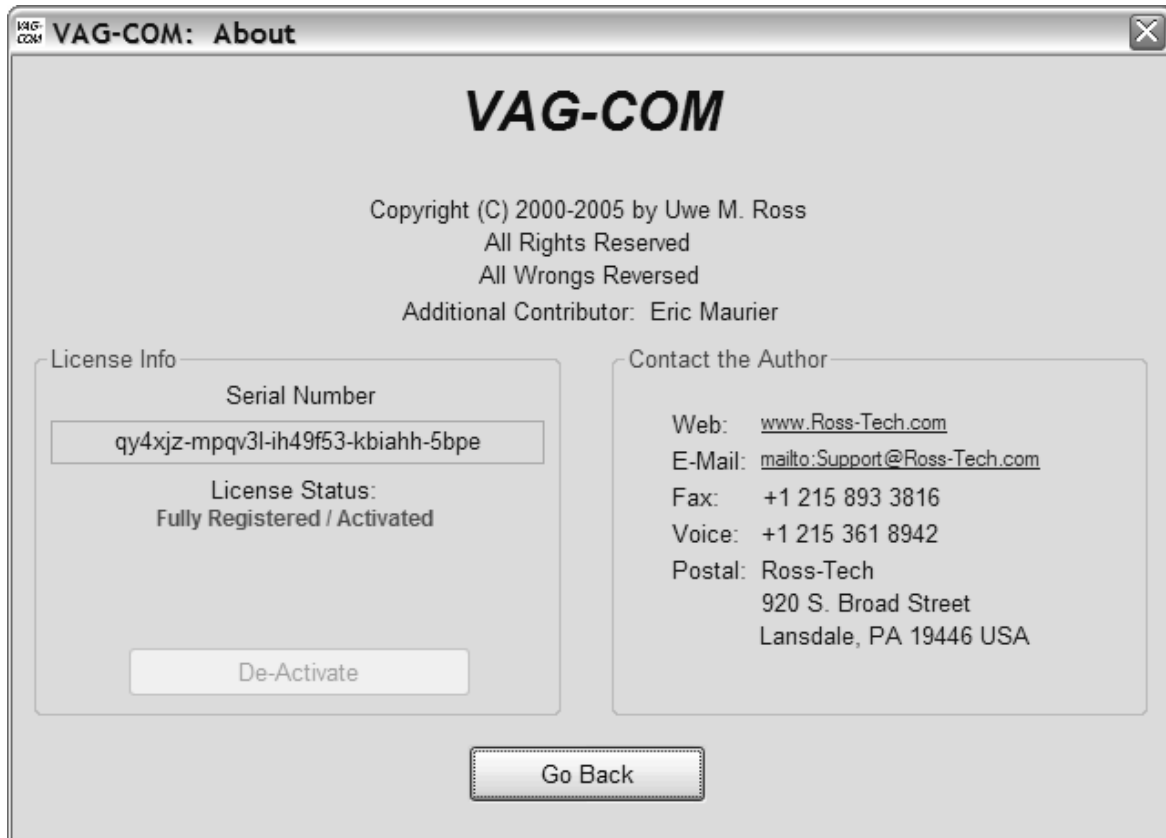 VAG-COM
VAG-COM: About
VAG-COM
Copyright (C) 2000-2005 by Uwe M. Ross
All Rights Reserved
All Wrongs Reversed
Additional Contributor: Eric Maurier
License Info
Serial Number
qy4xjz-mpqv3l-ih49f53-kbiahh-5bpe
License Status:
Fully Registered / Activated
De-Activate
Contact the Author
Web: www.Ross-Tech.com
E-Mail: mailto:Support@Ross-Tech.com
Fax: +1 215 893 3816
Voice: +1 215 361 8942
Postal: Ross-Tech
920 S. Broad Street
Lansdale, PA 19446 USA
Go Back